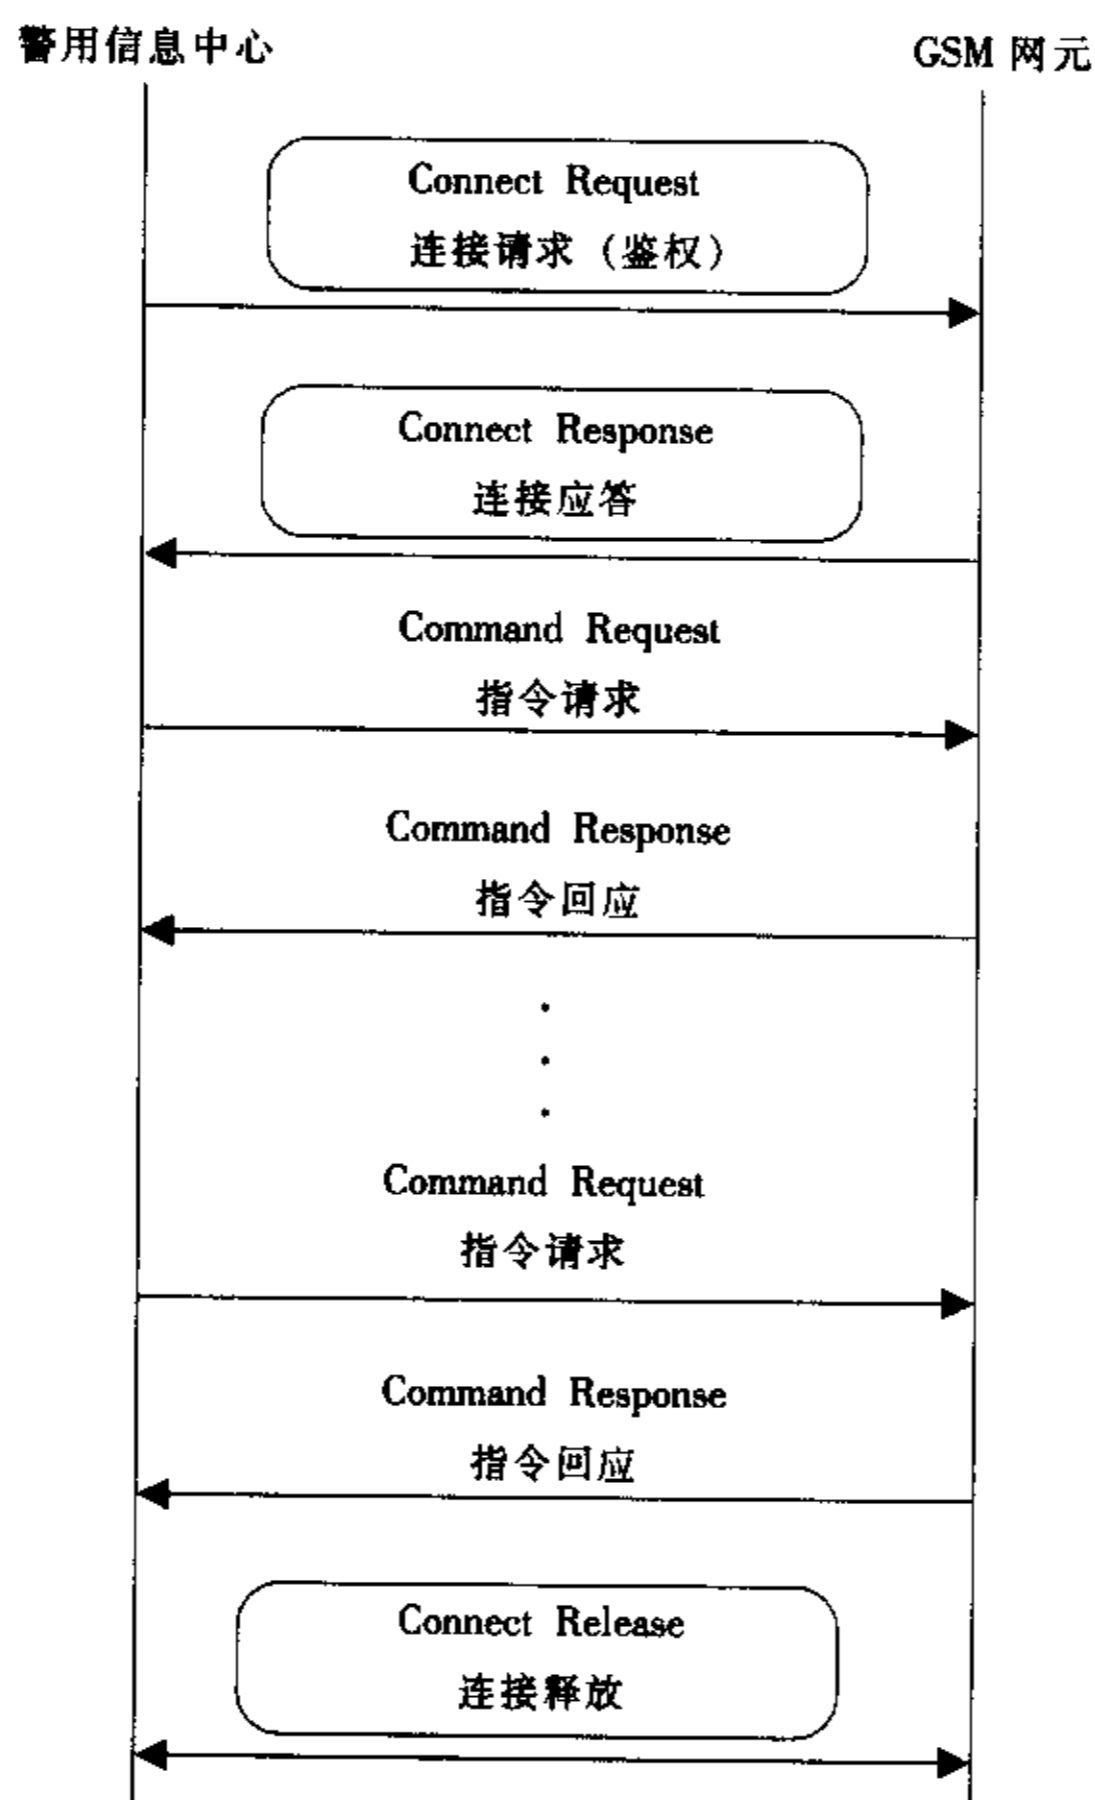 警用信息中心
GSM 网元
Connect Request
连接请求（鉴权）
Connect Response
连接应答
Command Request
指令请求
Command Response
指令回应
Command Request
指令请求
Command Response
指令回应
Connect Release
连接释放